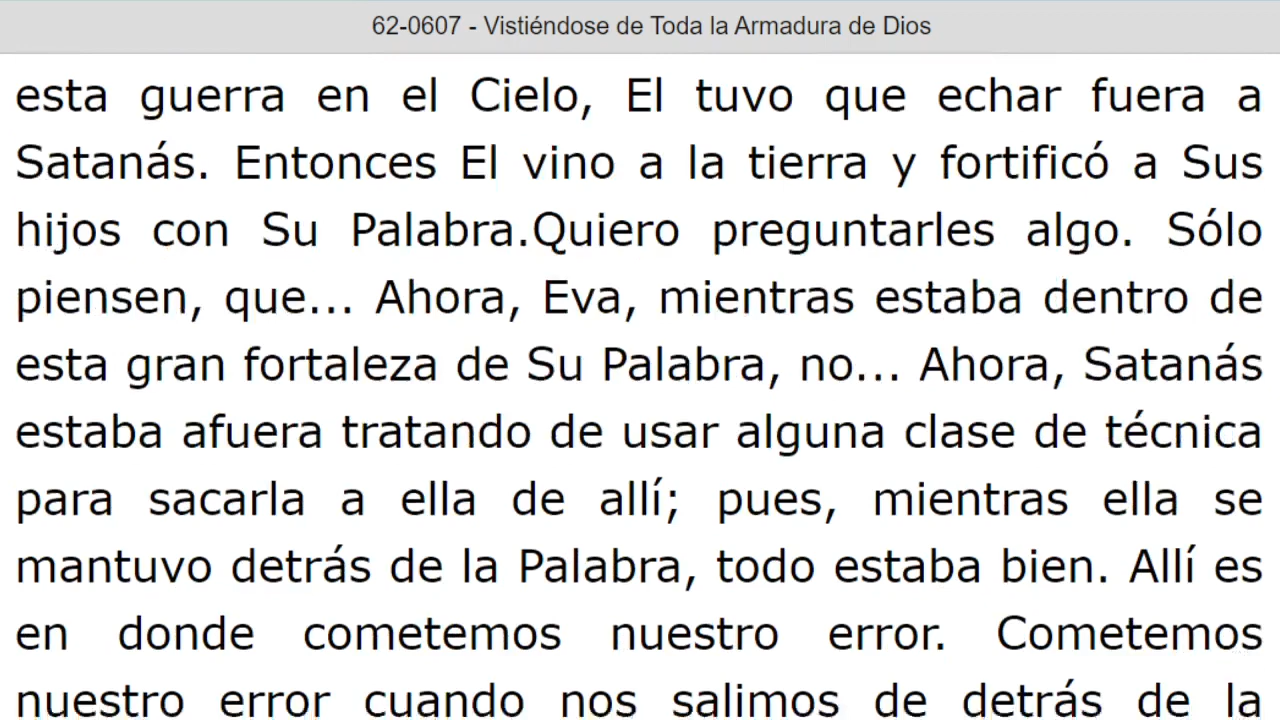 62-0607 - Vistiéndose de Toda la Armadura de Dios
esta guerra en el Cielo, El tuvo que echar fuera a
Satanás. Entonces El vino a la tierra y fortificó a Sus
hijos con Su Palabra.Quiero preguntarles algo. Sólo
piensen, que... Ahora, Eva, mientras estaba dentro de
esta gran fortaleza de Su Palabra, no... Ahora, Satanás
estaba afuera tratando de usar alguna clase de técnica
para sacarla a ella de allí; pues, mientras ella se
mantuvo detrás de la Palabra, todo estaba bien. Allí es
en donde cometemos nuestro error. Cometemos
nuestro error cuando nos salimos de detrás de la